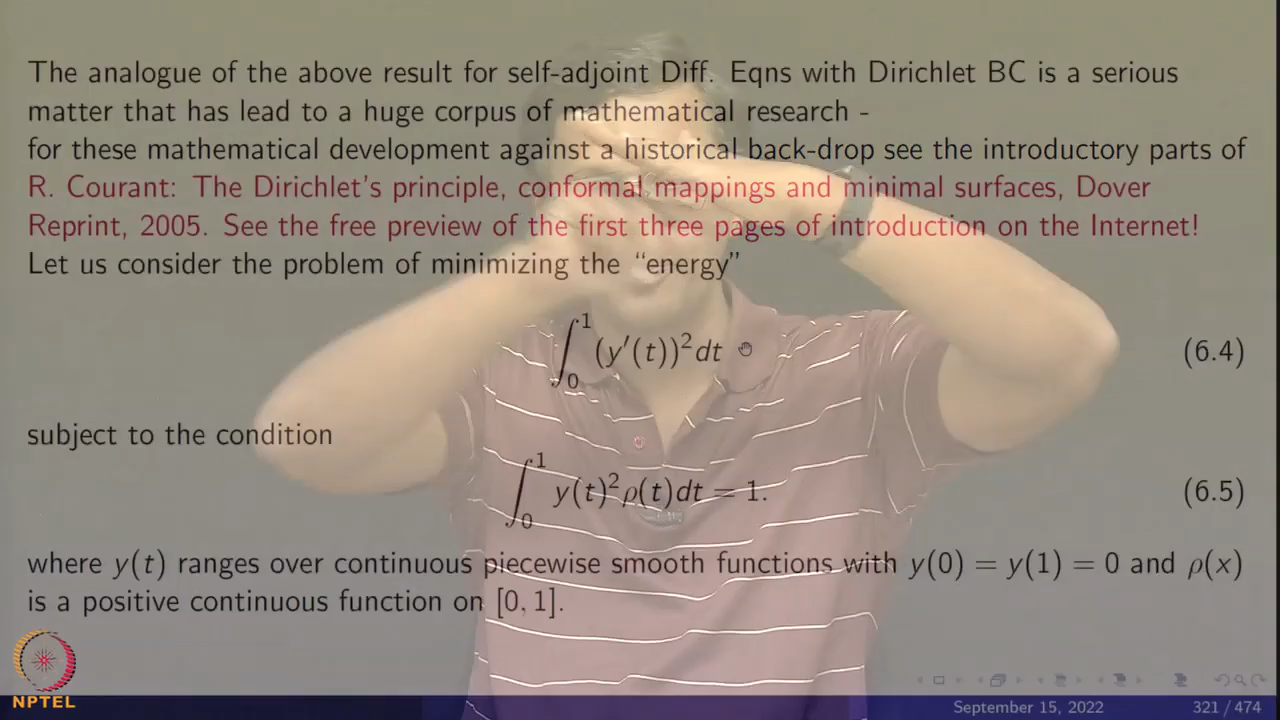 The analogue of the above result for self-adjoint Diff. Eqns with Dirichlet BC is a serious
matter that has lead to a huge corpus of mathematical research -
for these mathematical development against a historical back-drop see the introductory parts of
R. Courant: The Dirichlet's principle, conformal mappings and minimal surfaces, Dover
Reprint, 2005. See the free preview of the first three pages of introduction on the Internet!
Let us consider the problem of minimizing the “energy”
∫₀¹ (y′(t))² dt (6.4)
subject to the condition
∫₀¹ y(t)² ρ(t)dt = 1. (6.5)
where y(t) ranges over continuous piecewise smooth functions with y(0) = y(1) = 0 and ρ(x)
is a positive continuous function on [0, 1].
NPTEL
September 15, 2022 321 / 474